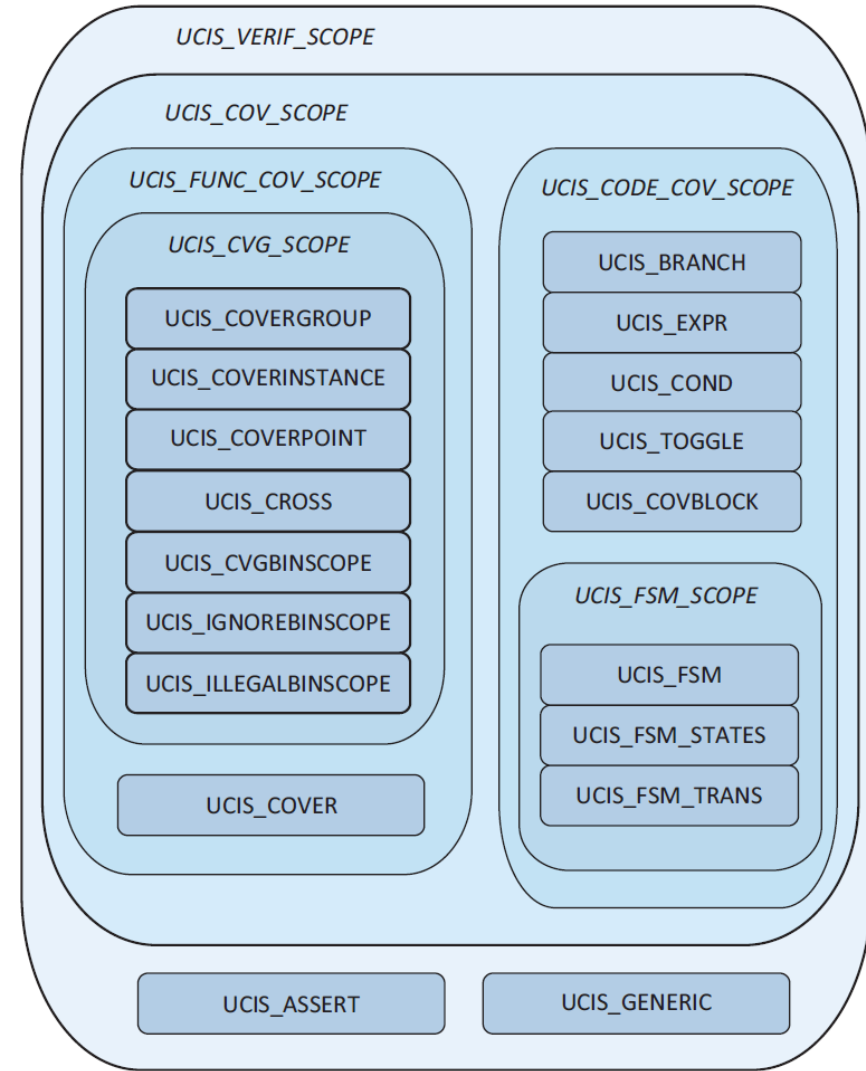 UCIS_VERIF_SCOPE
UCIS_COV_SCOPE
UCIS_FUNC_COV_SCOPE
UCIS_CVG_SCOPE
UCIS_COVERGROUP
UCIS_COVERINSTANCE
UCIS_COVERPOINT
UCIS_CROSS
UCIS_CVGBINSCOPE
UCIS_IGNOREBINSCOPE
UCIS_ILLEGALBINSCOPE
UCIS_COVER
UCIS_CODE_COV_SCOPE
UCIS_BRANCH
UCIS_EXPR
UCIS_COND
UCIS_TOGGLE
UCIS_COVBLOCK
UCIS_FSM_SCOPE
UCIS_FSM
UCIS_FSM_STATES
UCIS_FSM_TRANS
UCIS_ASSERT
UCIS_GENERIC